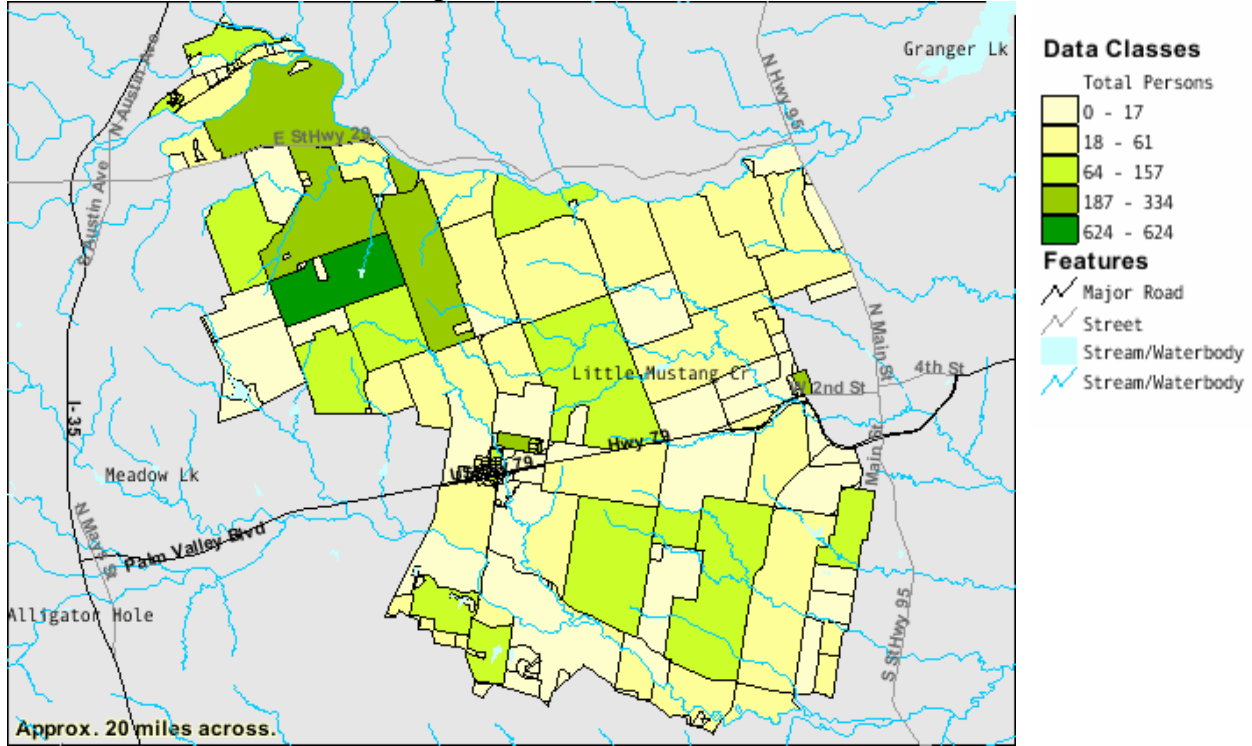 Granger Lk
N Hwy 95
N Austin Ave
E StHwy 29
S Austin Ave
N Main St
4th St
Little Mustang Cr
W 2nd St
I-35
Hwy 79
79
Main St
Meadow Lk
N Mays St
Palm Valley Blvd
Alligator Hole
S StHwy 95
Approx. 20 miles across.
Data Classes
Total Persons
0 - 17
18 - 61
64 - 157
187 - 334
624 - 624
Features
Major Road
Street
Stream/Waterbody
Stream/Waterbody